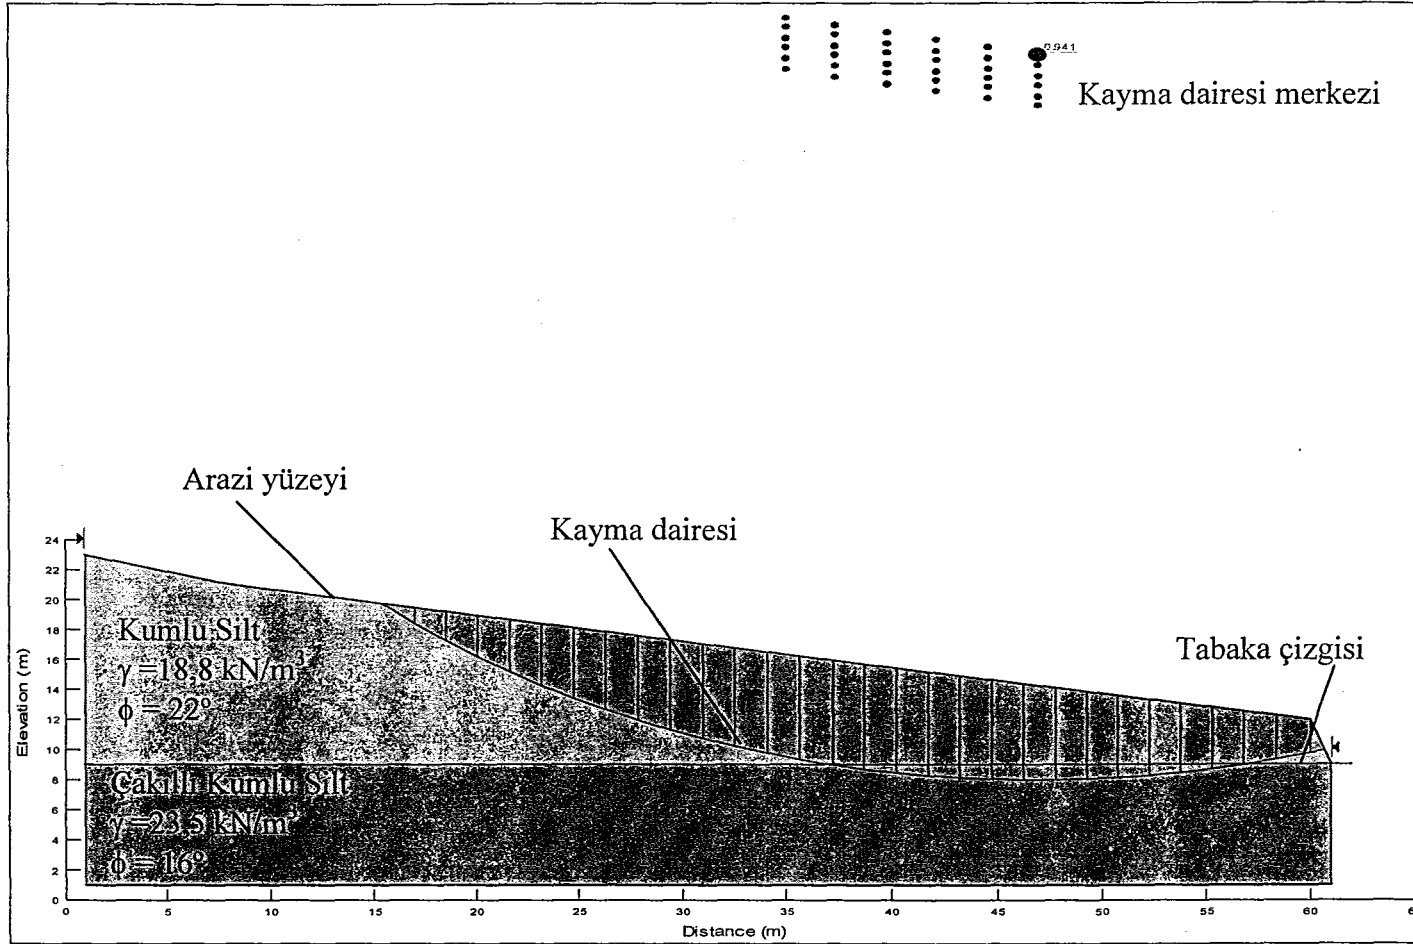 0.941
Kayma dairesi merkezi
Arazi yüzeyi
Kayma dairesi
Tabaka çizgisi
Kumlu Silt
γ =18,8 kN/m³
ϕ = 22°
Çakıllı Kumlu Silt
γ=23,5 kN/m³
ϕ = 16°
Elevation (m)
24
22
20
18
16
14
12
10
8
6
4
2
0
0 5 10 15 20 25 30 35 40 45 50 55 60
Distance (m)